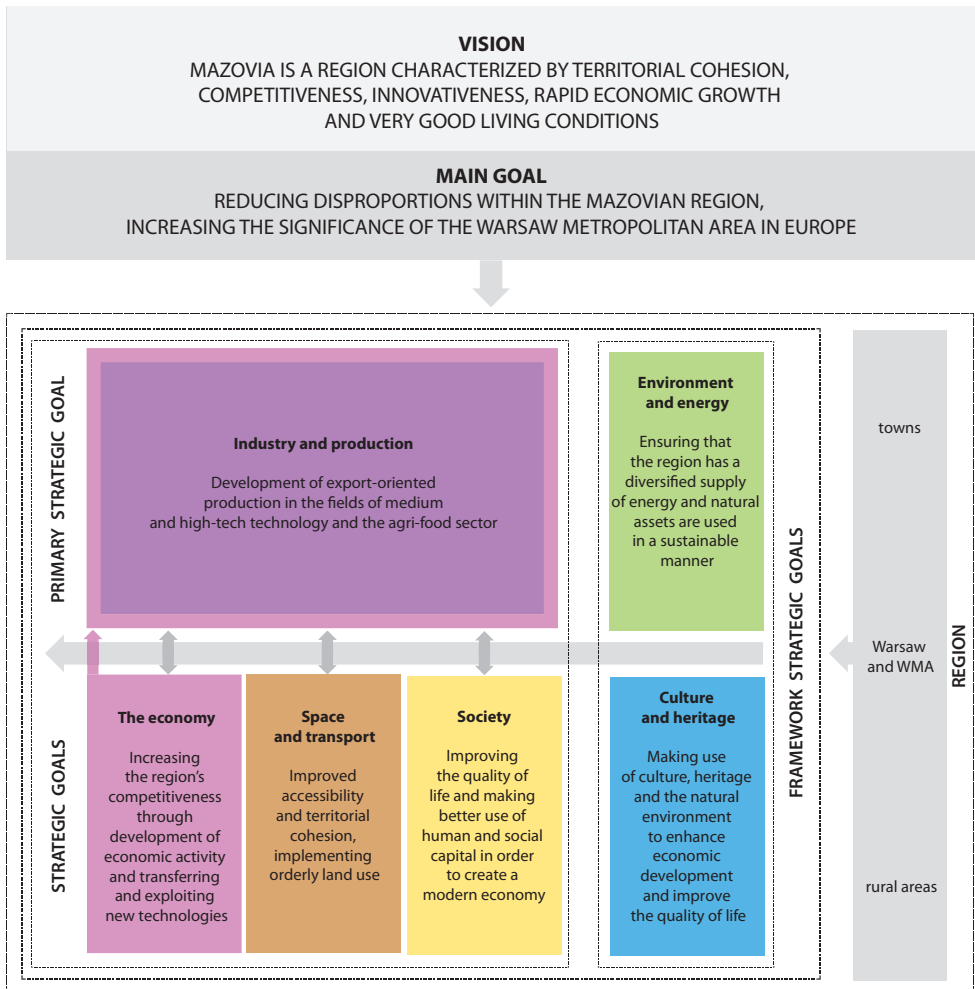 VISION
MAZOVIA IS A REGION CHARACTERIZED BY TERRITORIAL COHESION,
COMPETITIVENESS, INNOVATIVENESS, RAPID ECONOMIC GROWTH
AND VERY GOOD LIVING CONDITIONS
MAIN GOAL
REDUCING DISPROPORTIONS WITHIN THE MAZOVIAN REGION,
INCREASING THE SIGNIFICANCE OF THE WARSAW METROPOLITAN AREA IN EUROPE
PRIMARY STRATEGIC GOAL
Industry and production
Development of export-oriented
production in the fields of medium
and high-tech technology and the agri-food sector
STRATEGIC GOALS
The economy
Increasing
the region's
competitiveness
through
development of
economic activity
and transferring
and exploiting
new technologies
Space
and transport
Improved
accessibility
and territorial
cohesion,
implementing
orderly land use
Society
Improving
the quality of
life and making
better use of
human and social
capital in order
to create a
modern economy
Environment
and energy
Ensuring that
the region has a
diversified supply
of energy and natural
assets are used
in a sustainable
manner
Culture
and heritage
Making use
of culture, heritage
and the natural
environment
to enhance
economic
development
and improve
the quality of life
FRAMEWORK STRATEGIC GOALS
towns
Warsaw
and WMA
rural areas
REGION